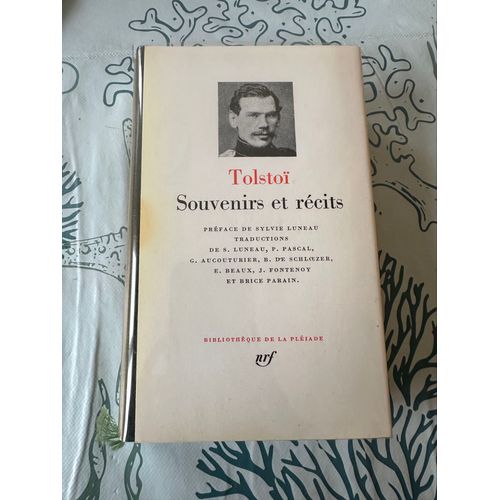 Tolstoï
Souvenirs et récits
PRÉFACE DE SYLVIE LUNEAU
TRADUCTIONS
DE S. LUNEAU, P. PASCAL,
G. AUCOUTURIER, B. DE SCHLŒZER,
E. BEAUX, J. FONTENOY
ET BRICE PARAIN.
BIBLIOTHÈQUE DE LA PLÉIADE
nrf